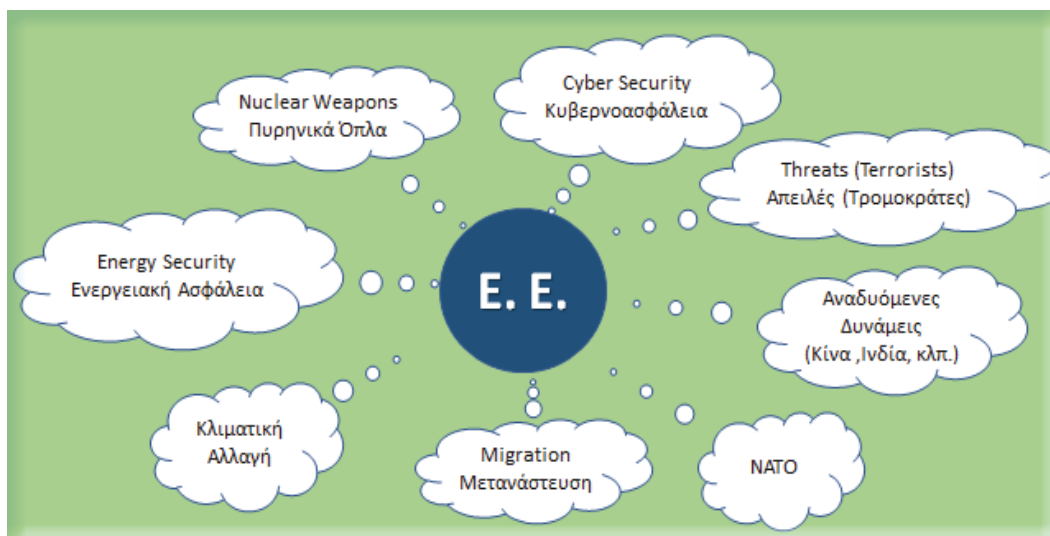 Nuclear Weapons
Πυρηνικά Όπλα
Cyber Security
Κυβερνοασφάλεια
Threats (Terrorists)
Απειλές (Τρομοκράτες)
Energy Security
Ενεργειακή Ασφάλεια
Ε. Ε.
Αναδυόμενες
Δυνάμεις
(Κίνα ,Ινδία, κλπ.)
Κλιματική
Αλλαγή
Migration
Μετανάστευση
NATO